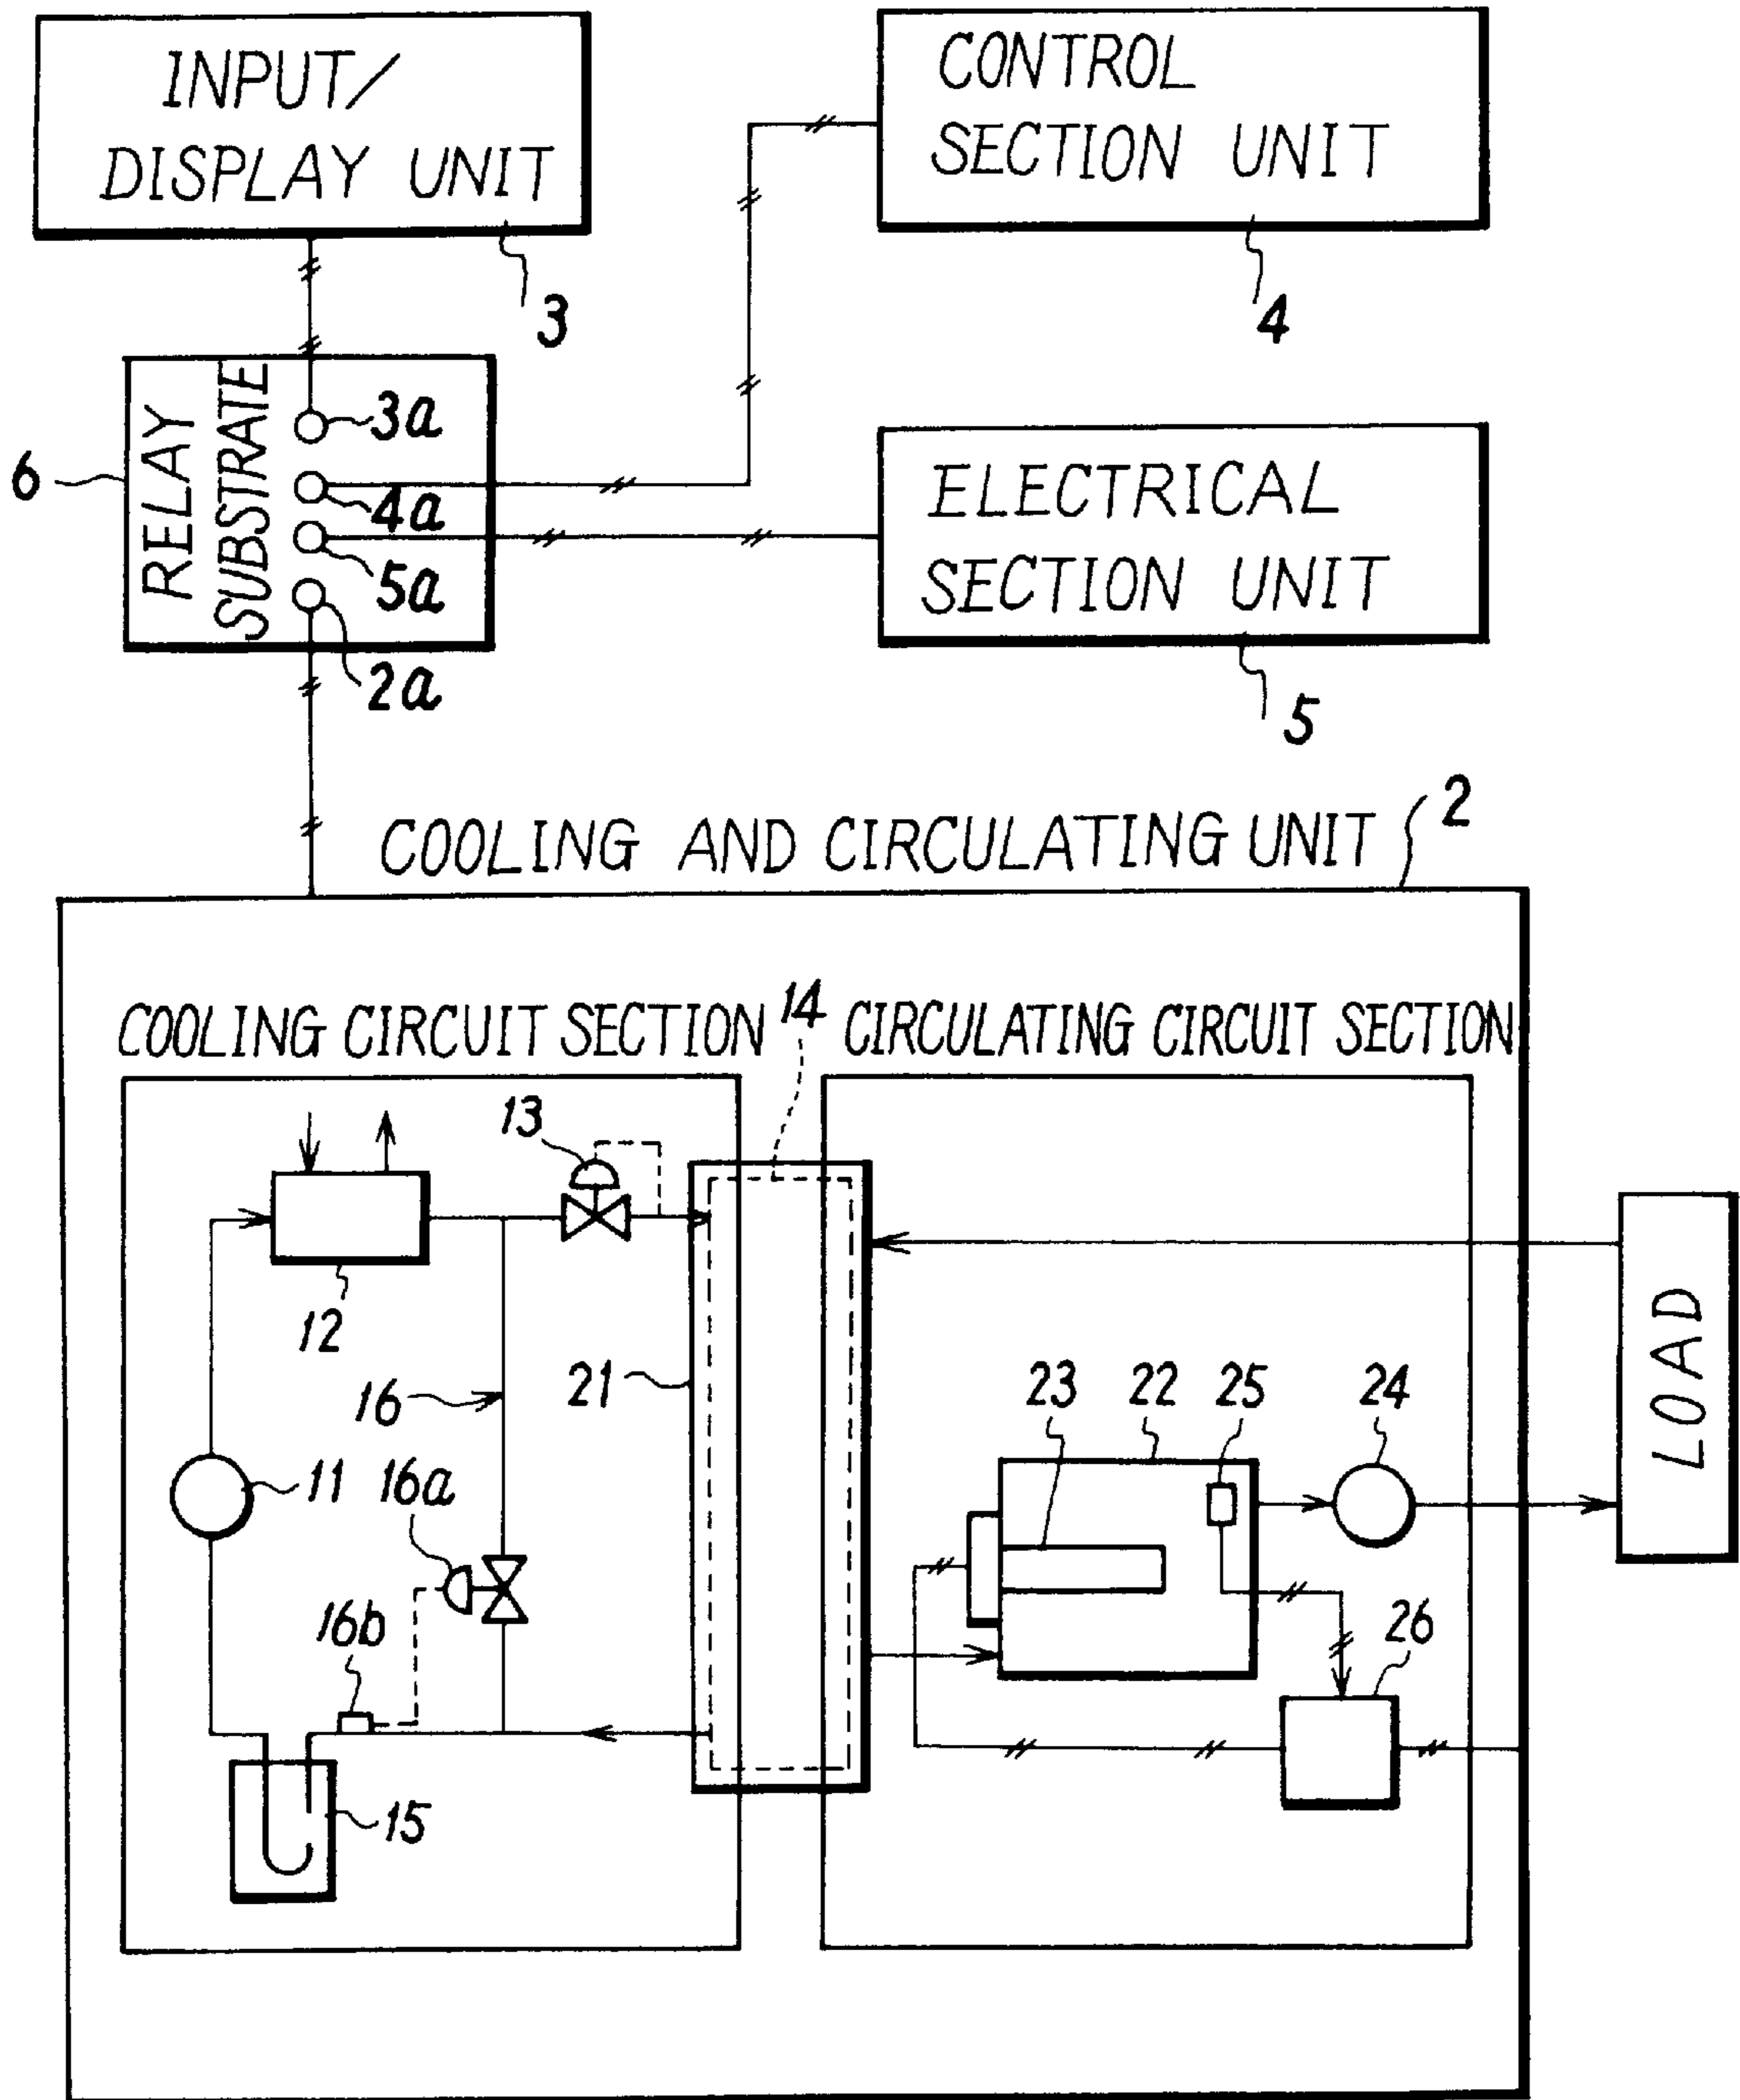 INPUT/
DISPLAY UNIT
3
CONTROL
SECTION UNIT
4
RELAY
SUBSTRATE
6
3a
4a
5a
2a
ELECTRICAL
SECTION UNIT
5
COOLING AND CIRCULATING UNIT
2
COOLING CIRCUIT SECTION
14
CIRCULATING CIRCUIT SECTION
13
12
21
16
11
16a
16b
15
23
22
25
24
26
LOAD